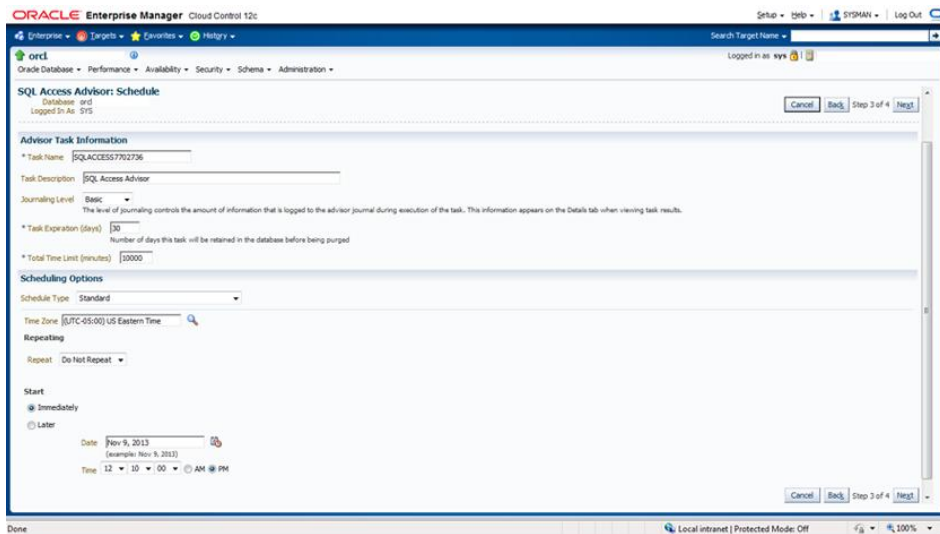 ORACLE Enterprise Manager Cloud Control 12c
Setup Help SYSMAN Log Out
Enterprise Targets Favorites History Search Target Name
orcl Logged in as sys
Oracle Database Performance Availability Security Schema Administration
SQL Access Advisor: Schedule
Database orcl
Logged In As SYS
Cancel Back Step 3 of 4 Next
Advisor Task Information
* Task Name SQLACCESS7702736
Task Description SQL Access Advisor
Journaling Level Basic
The level of journaling controls the amount of information that is logged to the advisor journal during execution of the task. This information appears on the Details tab when viewing task results.
* Task Expiration (days) 30
Number of days this task will be retained in the database before being purged
* Total Time Limit (minutes) 10000
Scheduling Options
Schedule Type Standard
Time Zone (UTC-05:00) US Eastern Time
Repeating
Repeat Do Not Repeat
Start
Immediately
Later
Date Nov 9, 2013
(example: Nov 9, 2013)
Time 12 10 00 AM PM
Cancel Back Step 3 of 4 Next
Done Local intranet | Protected Mode: Off 100%